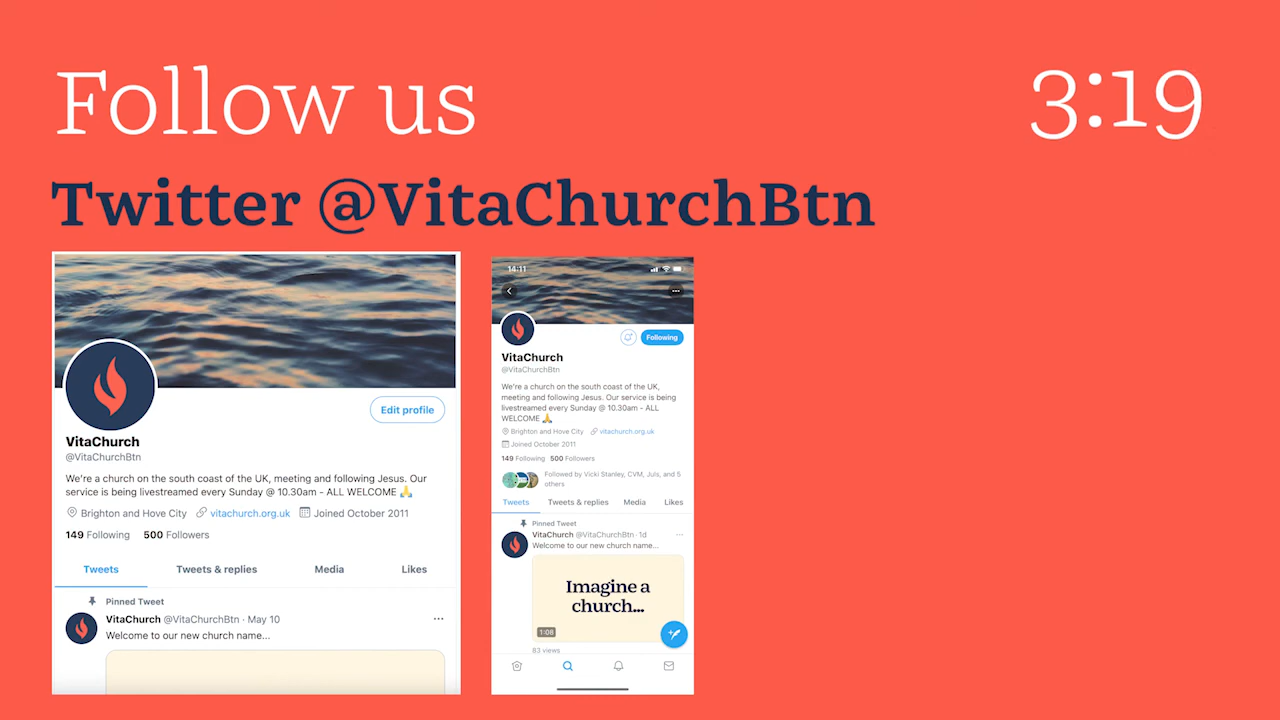 Follow us
3:19
Twitter @VitaChurchBtn
Edit profile
VitaChurch
@VitaChurchBtn
We're a church on the south coast of the UK, meeting and following Jesus. Our
service is being livestreamed every Sunday @ 10.30am - ALL WELCOME 🙏
Brighton and Hove City vitachurch.org.uk Joined October 2011
149 Following 500 Followers
Tweets Tweets & replies Media Likes
Pinned Tweet
VitaChurch @VitaChurchBtn · May 10
Welcome to our new church name...
14:11
Following
VitaChurch
@VitaChurchBtn
We're a church on the south coast of the UK,
meeting and following Jesus. Our service is being
livestreamed every Sunday @ 10.30am - ALL
WELCOME 🙏
Brighton and Hove City vitachurch.org.uk
Joined October 2011
149 Following 500 Followers
Followed by Vicki Stanley, CVM, Juls, and 5
others
Tweets Tweets & replies Media Likes
Pinned Tweet
VitaChurch @VitaChurchBtn · 1d
Welcome to our new church name...
Imagine a
church...
1:08
83 views